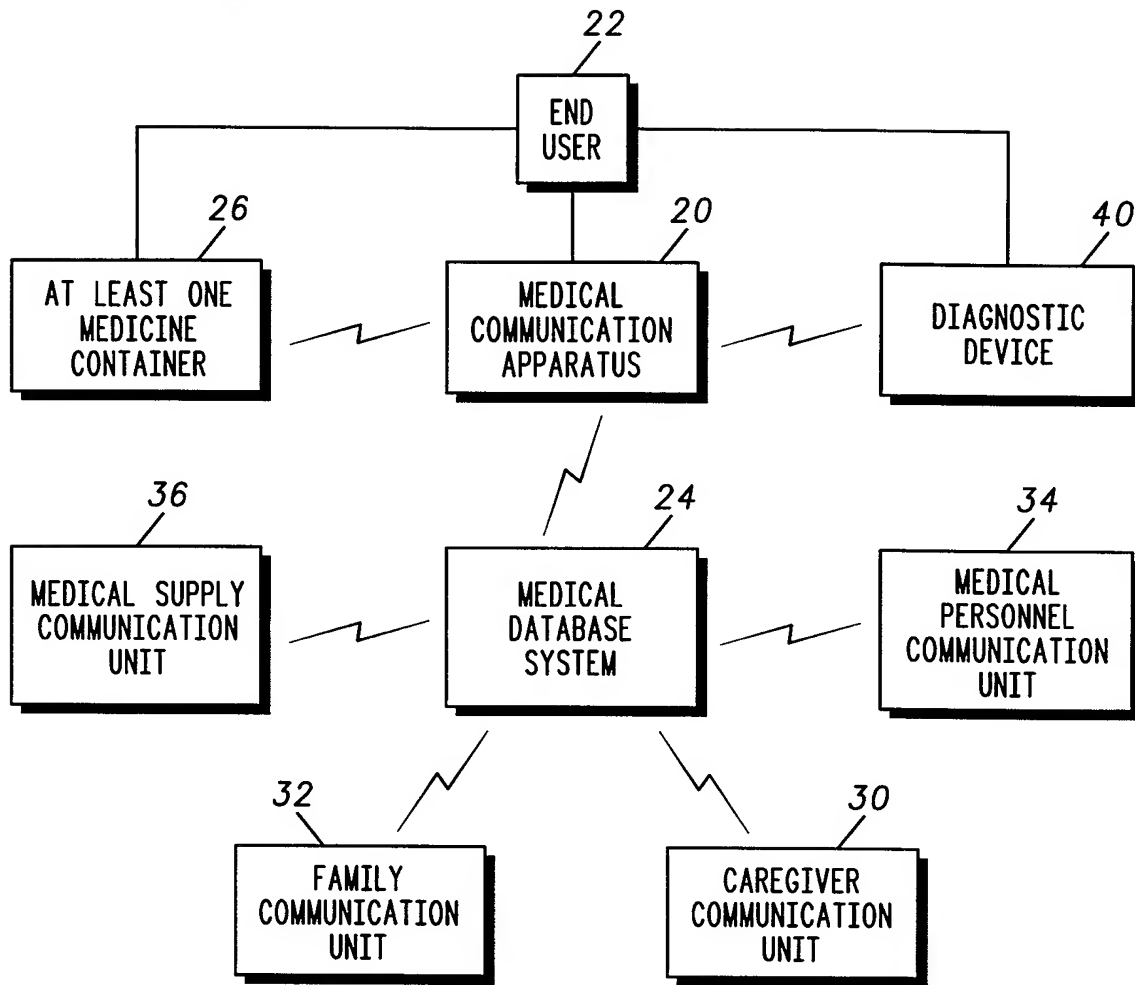 22
END
USER
26
20
40
AT LEAST ONE
MEDICINE
CONTAINER
MEDICAL
COMMUNICATION
APPARATUS
DIAGNOSTIC
DEVICE
36
24
34
MEDICAL SUPPLY
COMMUNICATION
UNIT
MEDICAL
DATABASE
SYSTEM
MEDICAL
PERSONNEL
COMMUNICATION
UNIT
32
30
FAMILY
COMMUNICATION
UNIT
CAREGIVER
COMMUNICATION
UNIT